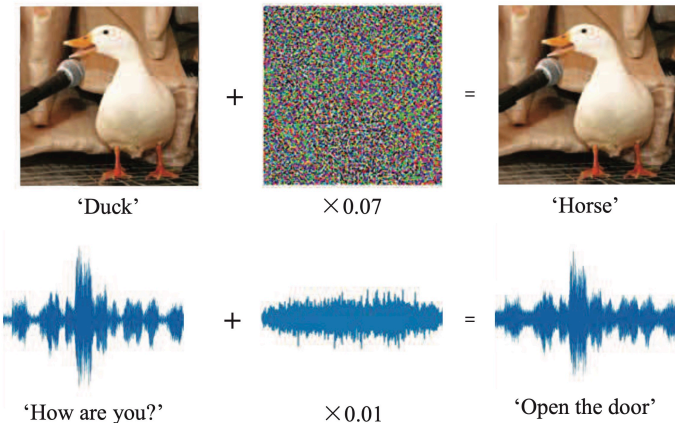 + =
'Duck' ×0.07 'Horse'
+ =
'How are you?' ×0.01 'Open the door'